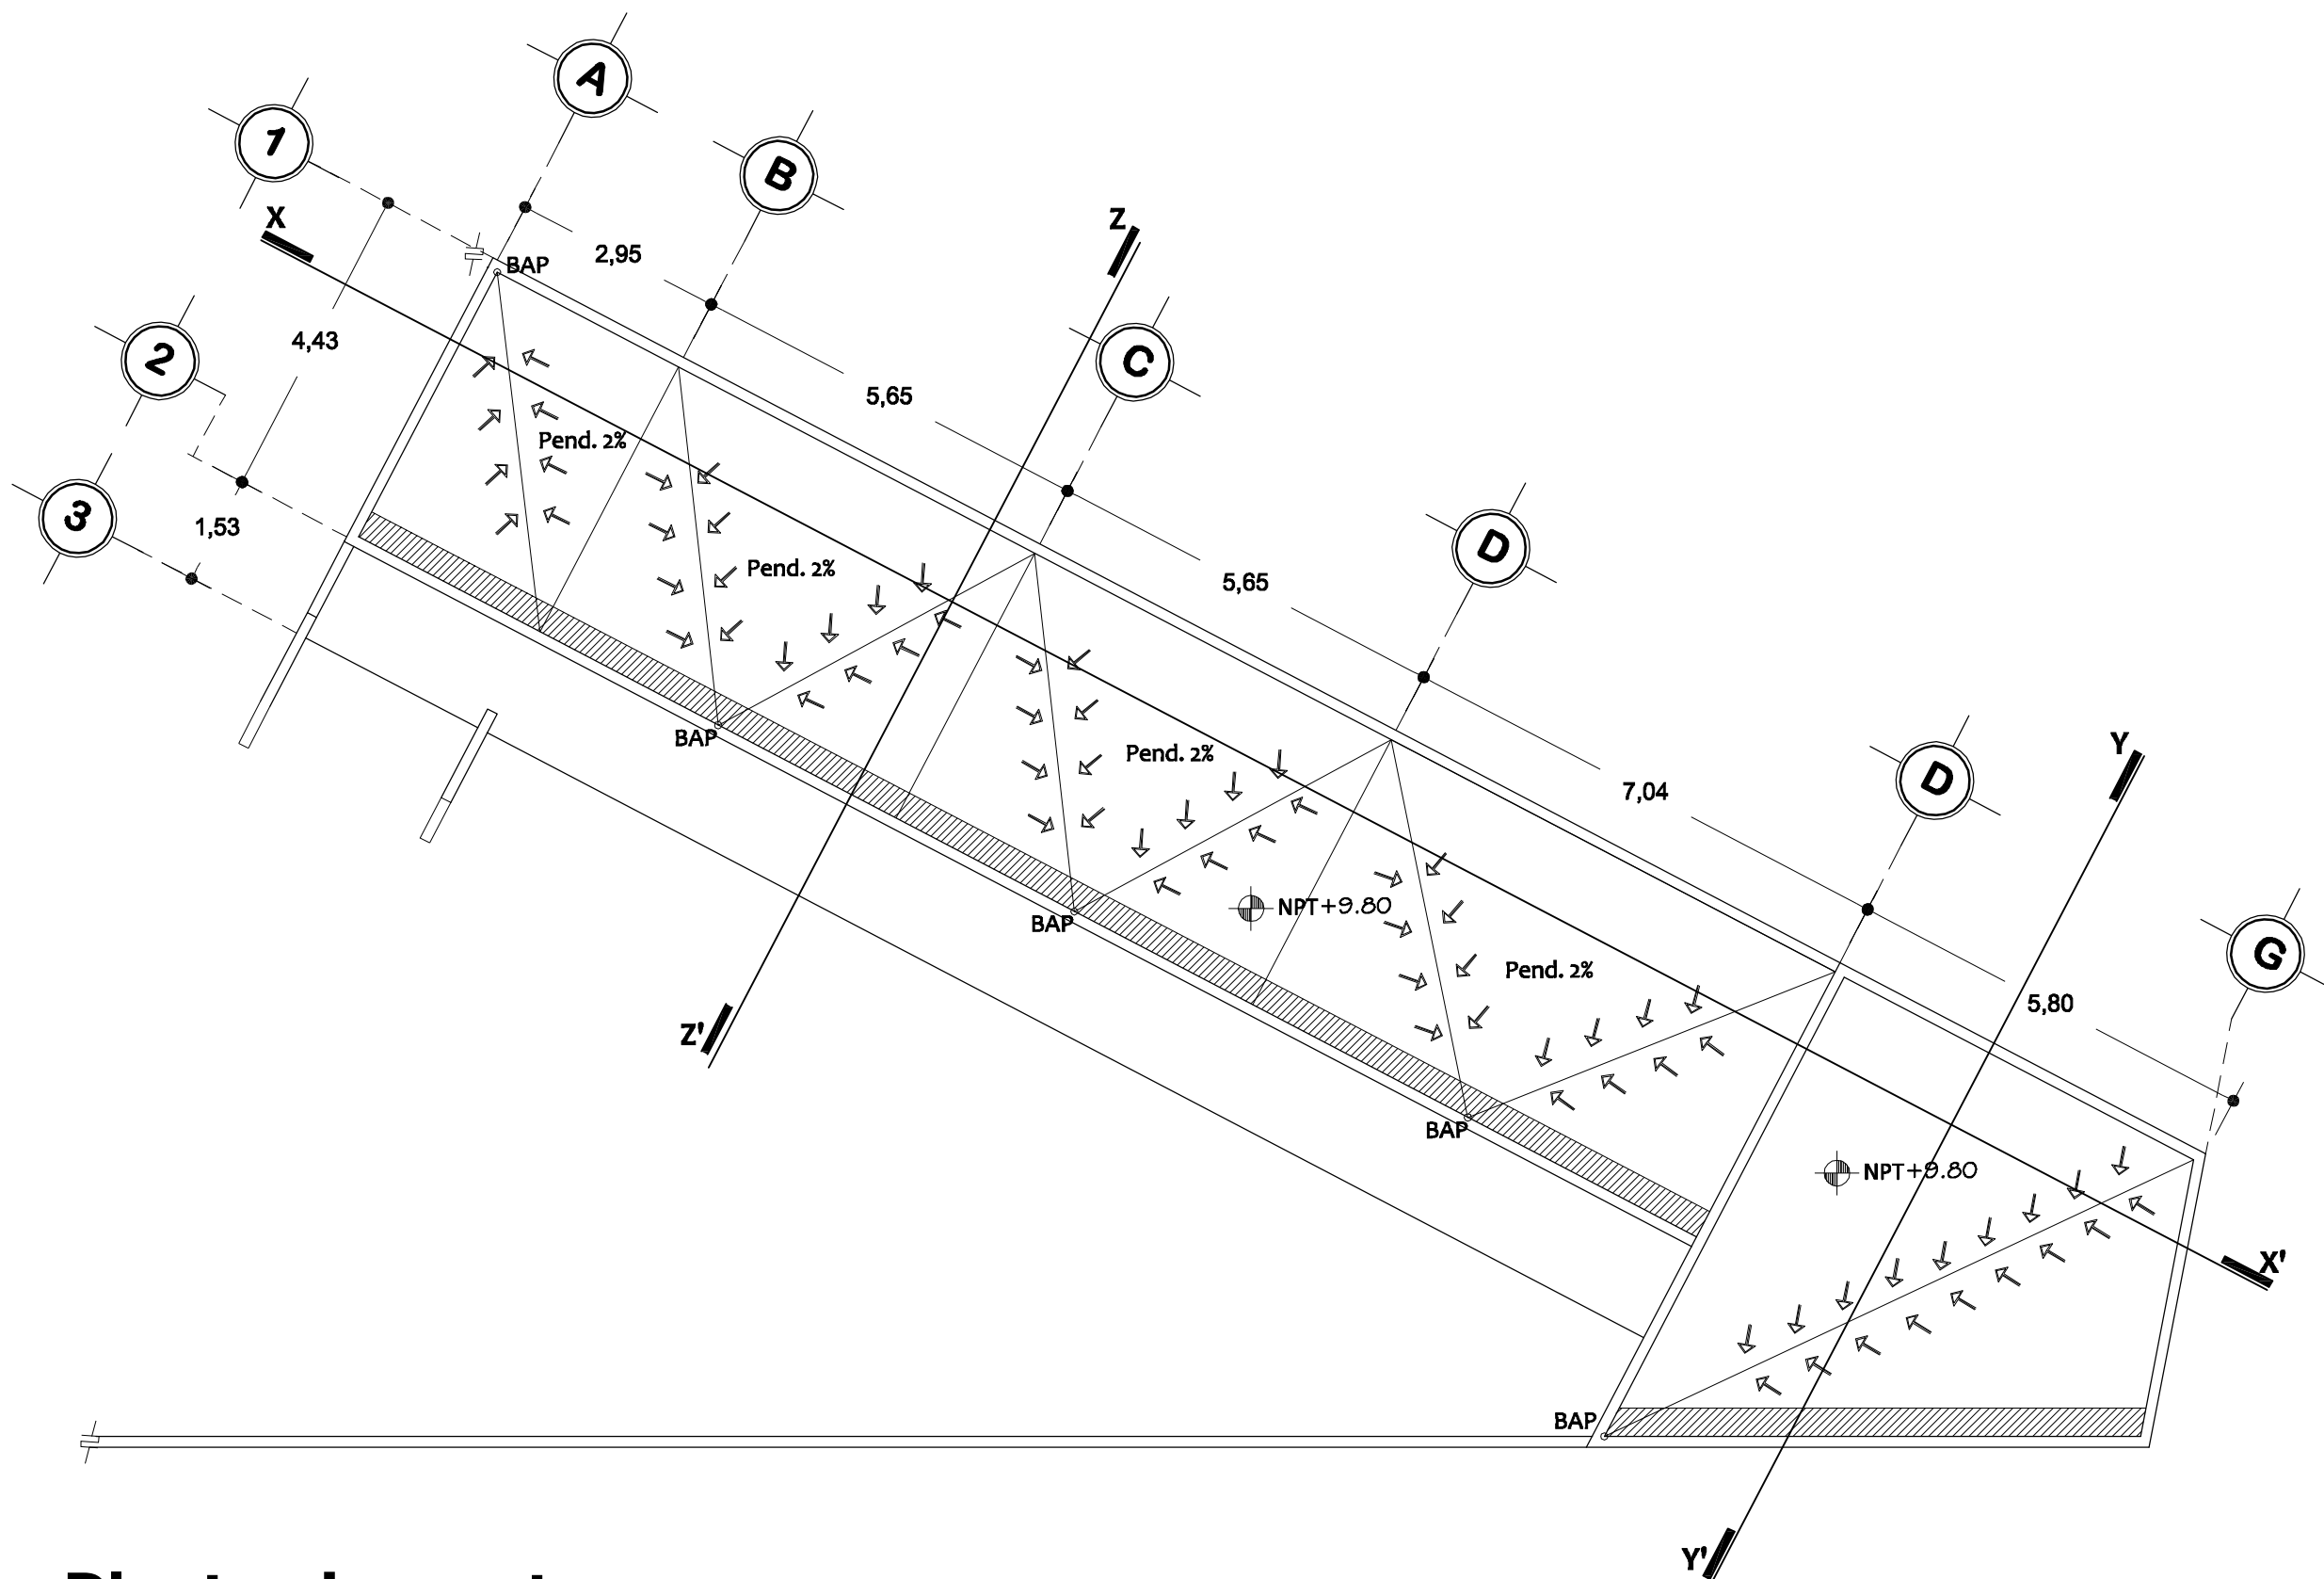 A
1
B
X
Z
BAP
2,95
4,43
2
C
5,65
Pend. 2%
3
1,53
D
Pend. 2%
5,65
BAP
Y
Pend. 2%
D
7,04
NPT+9.80
BAP
G
Pend. 2%
5,80
Z'
BAP
NPT+9.80
X'
BAP
Y'